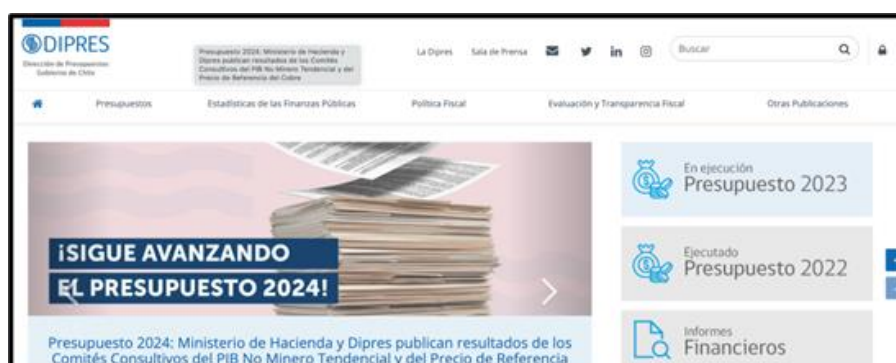 DIPRES
Dirección de Presupuestos
Gobierno de Chile
Presupuesto 2024: Ministerio de Hacienda y
Dipres publican resultados de los Comités
Consultivos del PIB No Minero Tendencial y del
Precio de Referencia del Cobre
La Dipres
Sala de Prensa
in
Buscar
Presupuestos
Estadísticas de las Finanzas Públicas
Política Fiscal
Evaluación y Transparencia Fiscal
Otras Publicaciones
¡SIGUE AVANZANDO
EL PRESUPUESTO 2024!
Presupuesto 2024: Ministerio de Hacienda y Dipres publican resultados de los
Comités Consultivos del PIB No Minero Tendencial y del Precio de Referencia
En ejecución
Presupuesto 2023
Ejecutado
Presupuesto 2022
Informes
Financieros